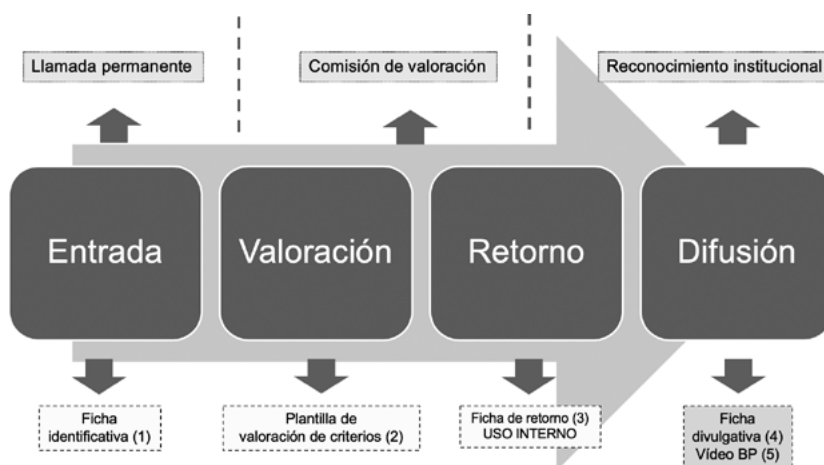 Llamada permanente
Comisión de valoración
Reconocimiento institucional
Entrada
Valoración
Retorno
Difusión
Ficha
identificativa (1)
Plantilla de
valoración de criterios (2)
Ficha de retorno (3)
USO INTERNO
Ficha
divulgativa (4)
Vídeo BP (5)